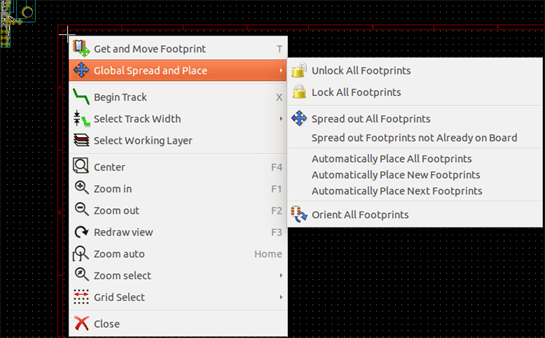 Get and Move Footprint T
Global Spread and Place
Begin Track X
Select Track Width
Select Working Layer
Center F4
Zoom in F1
Zoom out F2
Redraw view F3
Zoom auto Home
Zoom select
Grid Select
Close
Unlock All Footprints
Lock All Footprints
Spread out All Footprints
Spread out Footprints not Already on Board
Automatically Place All Footprints
Automatically Place New Footprints
Automatically Place Next Footprints
Orient All Footprints